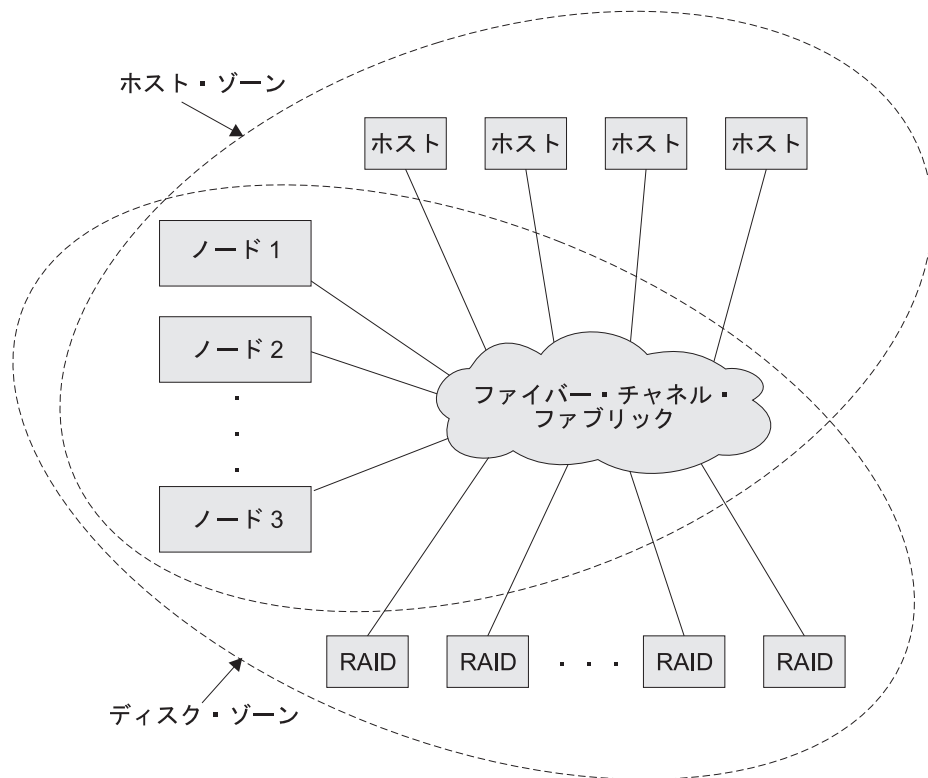 ホスト・ゾーン
ホスト ホスト ホスト ホスト
ノード 1
ノード 2
ファイバー・チャネル・
ファブリック
ノード 3
RAID RAID . . . RAID RAID
ディスク・ゾーン